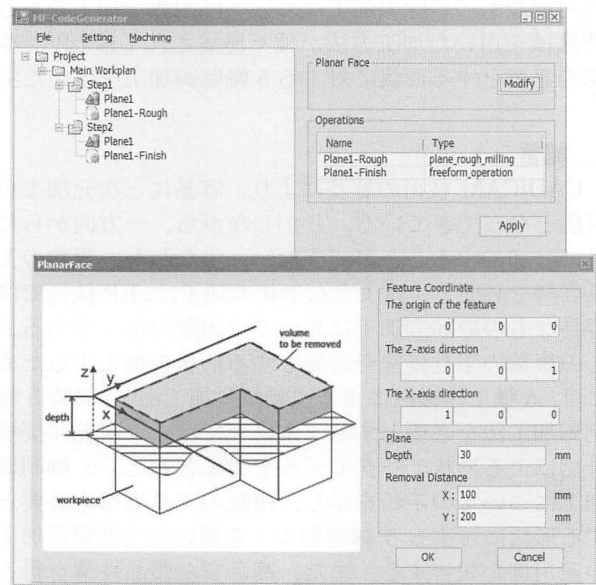 MF-CodeGenerator
File Setting Machining
Project
Main Workplan
Step1
Plane1
Plane1-Rough
Step2
Plane1
Plane1-Finish
Planar Face
Modify
Operations
Name Type
Plane1-Rough plane_rough_milling
Plane1-Finish freeform_operation
Apply
PlanarFace
volume
to be removed
Z
y
X
depth
workpiece
Feature Coordinate
The origin of the feature
0 0 0
The Z-axis direction
0 0 1
The X-axis direction
1 0 0
Plane
Depth 30 mm
Removal Distance
X : 100 mm
Y : 200 mm
OK Cancel